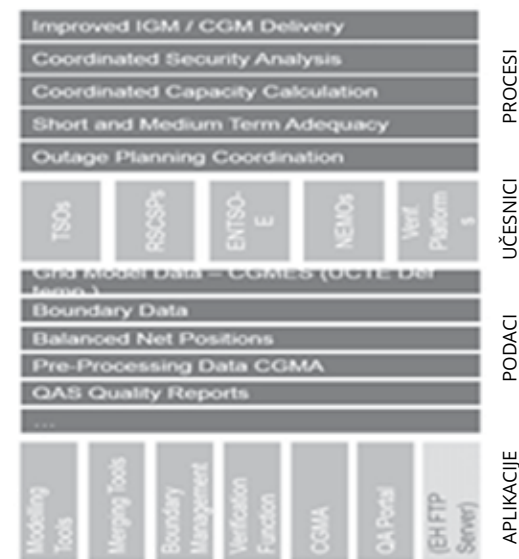 Improved IGM / CGM Delivery
Coordinated Security Analysis
Coordinated Capacity Calculation
Short and Medium Term Adequacy
Outage Planning Coordination
PROCESI
TSOs
RSCSPs
ENTSO-
E
NEMOs
Verif.
Platform
s
UČESNICI
Grid Model Data – CGMES (UCTE Def
temp.)
Boundary Data
Balanced Net Positions
Pre-Processing Data CGMA
QAS Quality Reports
...
PODACI
Modelling
Tools
Merging Tools
Boundary
Management
Verification
Function
CGMA
QA Portal
(EH FTP
Server)
APLIKACIJE